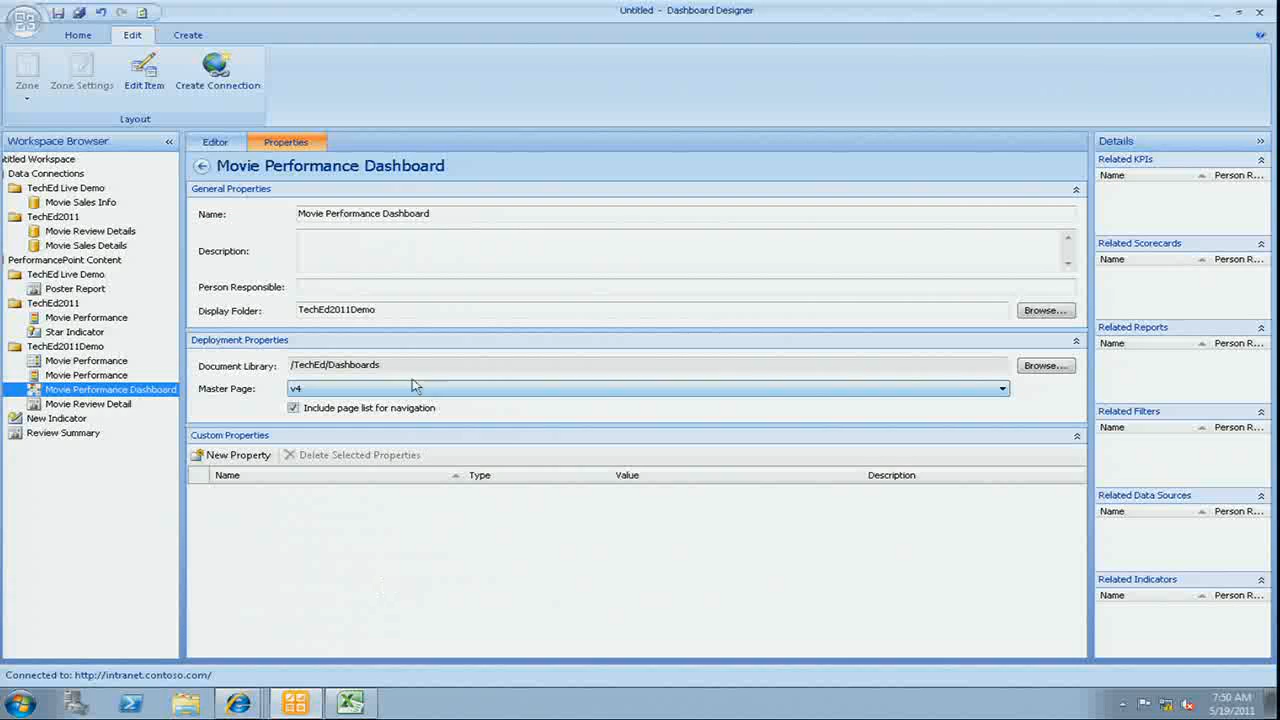 Untitled - Dashboard Designer
Home Edit Create
Zone Zone Settings Edit Item Create Connection
Layout
Workspace Browser
Editor Properties
Details
ntitled Workspace
Data Connections
TechEd Live Demo
Movie Sales Info
TechEd2011
Movie Review Details
Movie Sales Details
PerformancePoint Content
TechEd Live Demo
Poster Report
TechEd2011
Movie Performance
Star Indicator
TechEd2011Demo
Movie Performance
Movie Performance
Movie Performance Dashboard
Movie Review Detail
New Indicator
Review Summary
Movie Performance Dashboard
General Properties
Name: Movie Performance Dashboard
Description:
Person Responsible:
Display Folder: TechEd2011Demo Browse...
Deployment Properties
Document Library: /TechEd/Dashboards Browse...
Master Page: v4
Include page list for navigation
Custom Properties
New Property Delete Selected Properties
Name Type Value Description
Related KPIs
Name Person R...
Related Scorecards
Name Person R...
Related Reports
Name Person R...
Related Filters
Name Person R...
Related Data Sources
Name Person R...
Related Indicators
Name Person R...
Connected to: http://intranet.contoso.com/
7:50 AM
5/19/2011